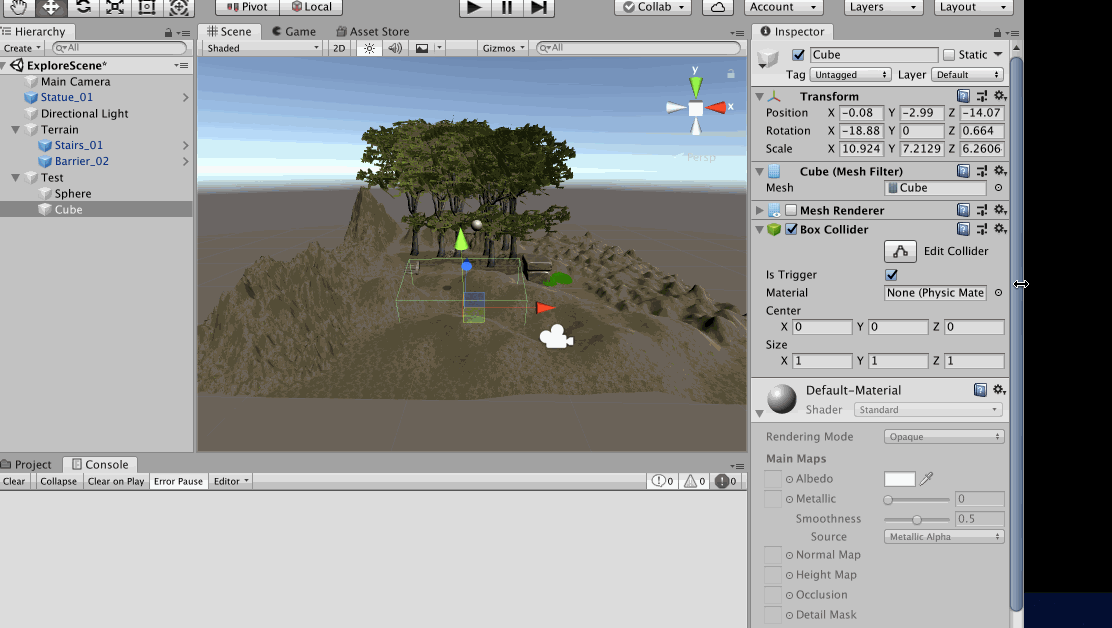 Pivot Local Collab Account Layers Layout
Hierarchy
Create All
ExploreScene*
Main Camera
Statue_01
Directional Light
Terrain
Stairs_01
Barrier_02
Test
Sphere
Cube
Scene Game Asset Store
Shaded 2D Gizmos All
y
x
Persp
Project Console
Clear Collapse Clear on Play Error Pause Editor 0 0 0
Inspector
Cube Static
Tag Untagged Layer Default
Transform
Position X -0.08 Y -2.99 Z -14.07
Rotation X -18.88 Y 0 Z 0.664
Scale X 10.924 Y 7.2129 Z 6.2606
Cube (Mesh Filter)
Mesh Cube
Mesh Renderer
Box Collider
Edit Collider
Is Trigger
Material None (Physic Mate
Center
X 0 Y 0 Z 0
Size
X 1 Y 1 Z 1
Default-Material
Shader Standard
Rendering Mode Opaque
Main Maps
Albedo
Metallic 0
Smoothness 0.5
Source Metallic Alpha
Normal Map
Height Map
Occlusion
Detail Mask